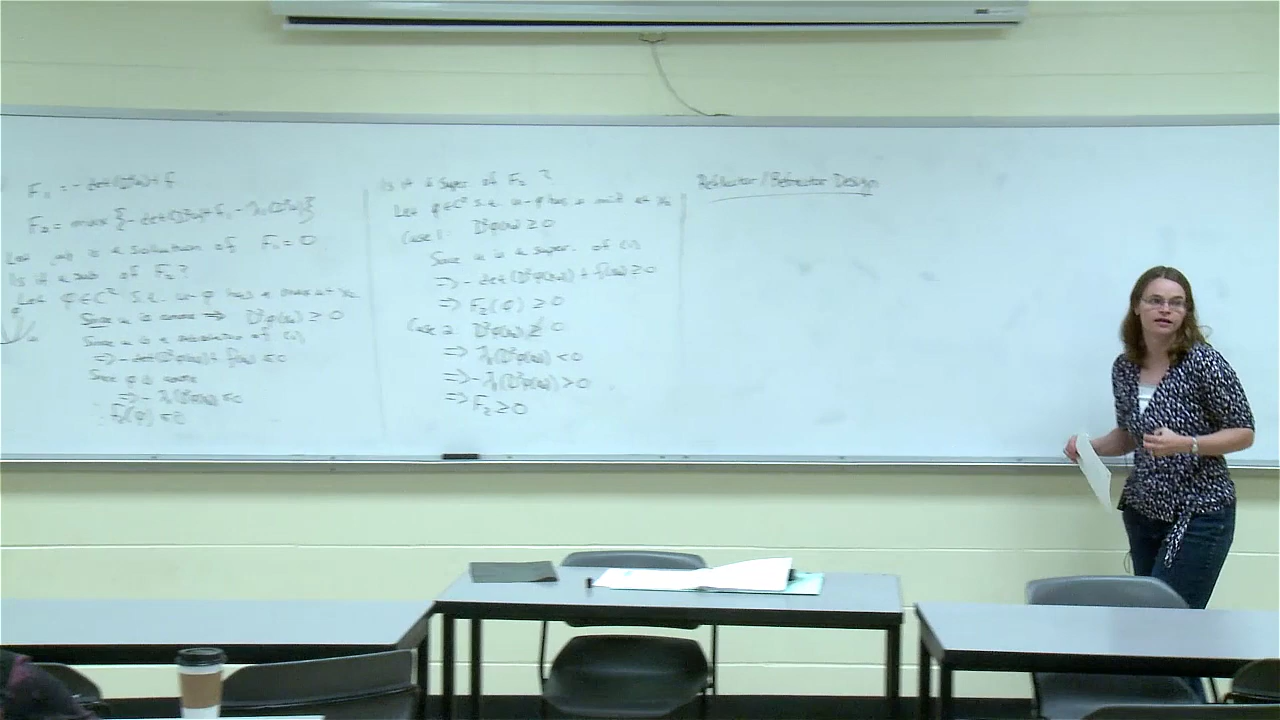 F₁ = -det(D²u)+f
F₂ = max {-det(D²u)+f, -λ₁(D²u)}
Let u is a solution of F₁ = 0
Is it a sub of F₂?
Let φ∈C² s.t. u-φ has a max at x₀
Since u is convex ⇒ D²φ(x₀) ≥ 0
Since u is a subsolution of (1)
⇒ -det(D²φ(x₀))+f(x₀) ≤0
Since φ is convex
⇒ -λ₁(D²φ(x₀)) ≤0
∴ F₂(φ) ≤0
Is it a super of F₂ ?
Let φ∈C² s.t. u-φ has a min at x₀
Case 1: D²φ(x₀) ≥0
Since u is a super. of (1)
⇒ -det(D²φ(x₀))+f(x₀) ≥0
⇒ F₂(φ) ≥0
Case 2: D²φ(x₀) ≱ 0
⇒ λ₁(D²φ(x₀)) <0
⇒ -λ₁(D²φ(x₀)) >0
⇒ F₂ ≥0
Reflector/Refractor Design